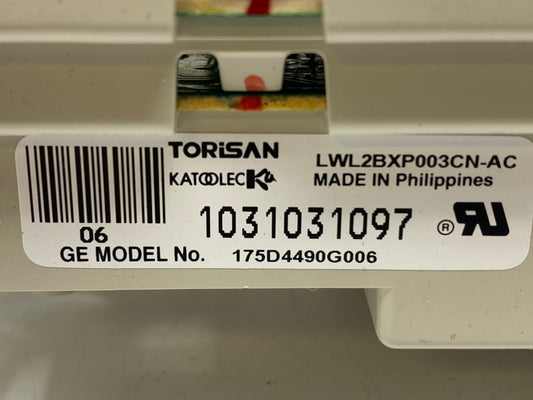 TORiSAN LWL2BXP003CN-AC
KATOOLEC MADE IN Philippines
06 1031031097 ®
GE MODEL No. 175D4490G006